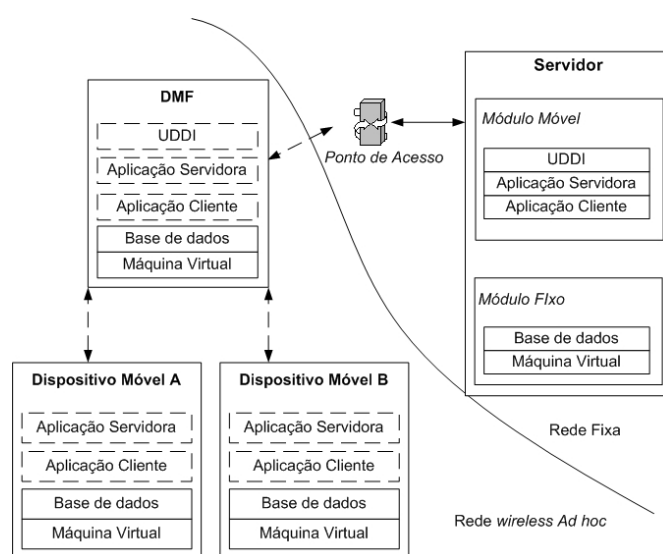 DMF
UDDI
Aplicação Servidora
Aplicação Cliente
Base de dados
Máquina Virtual
Ponto de Acesso
Servidor
Módulo Móvel
UDDI
Aplicação Servidora
Aplicação Cliente
Módulo FIxo
Base de dados
Máquina Virtual
Dispositivo Móvel A
Aplicação Servidora
Aplicação Cliente
Base de dados
Máquina Virtual
Dispositivo Móvel B
Aplicação Servidora
Aplicação Cliente
Base de dados
Máquina Virtual
Rede Fixa
Rede wireless Ad hoc